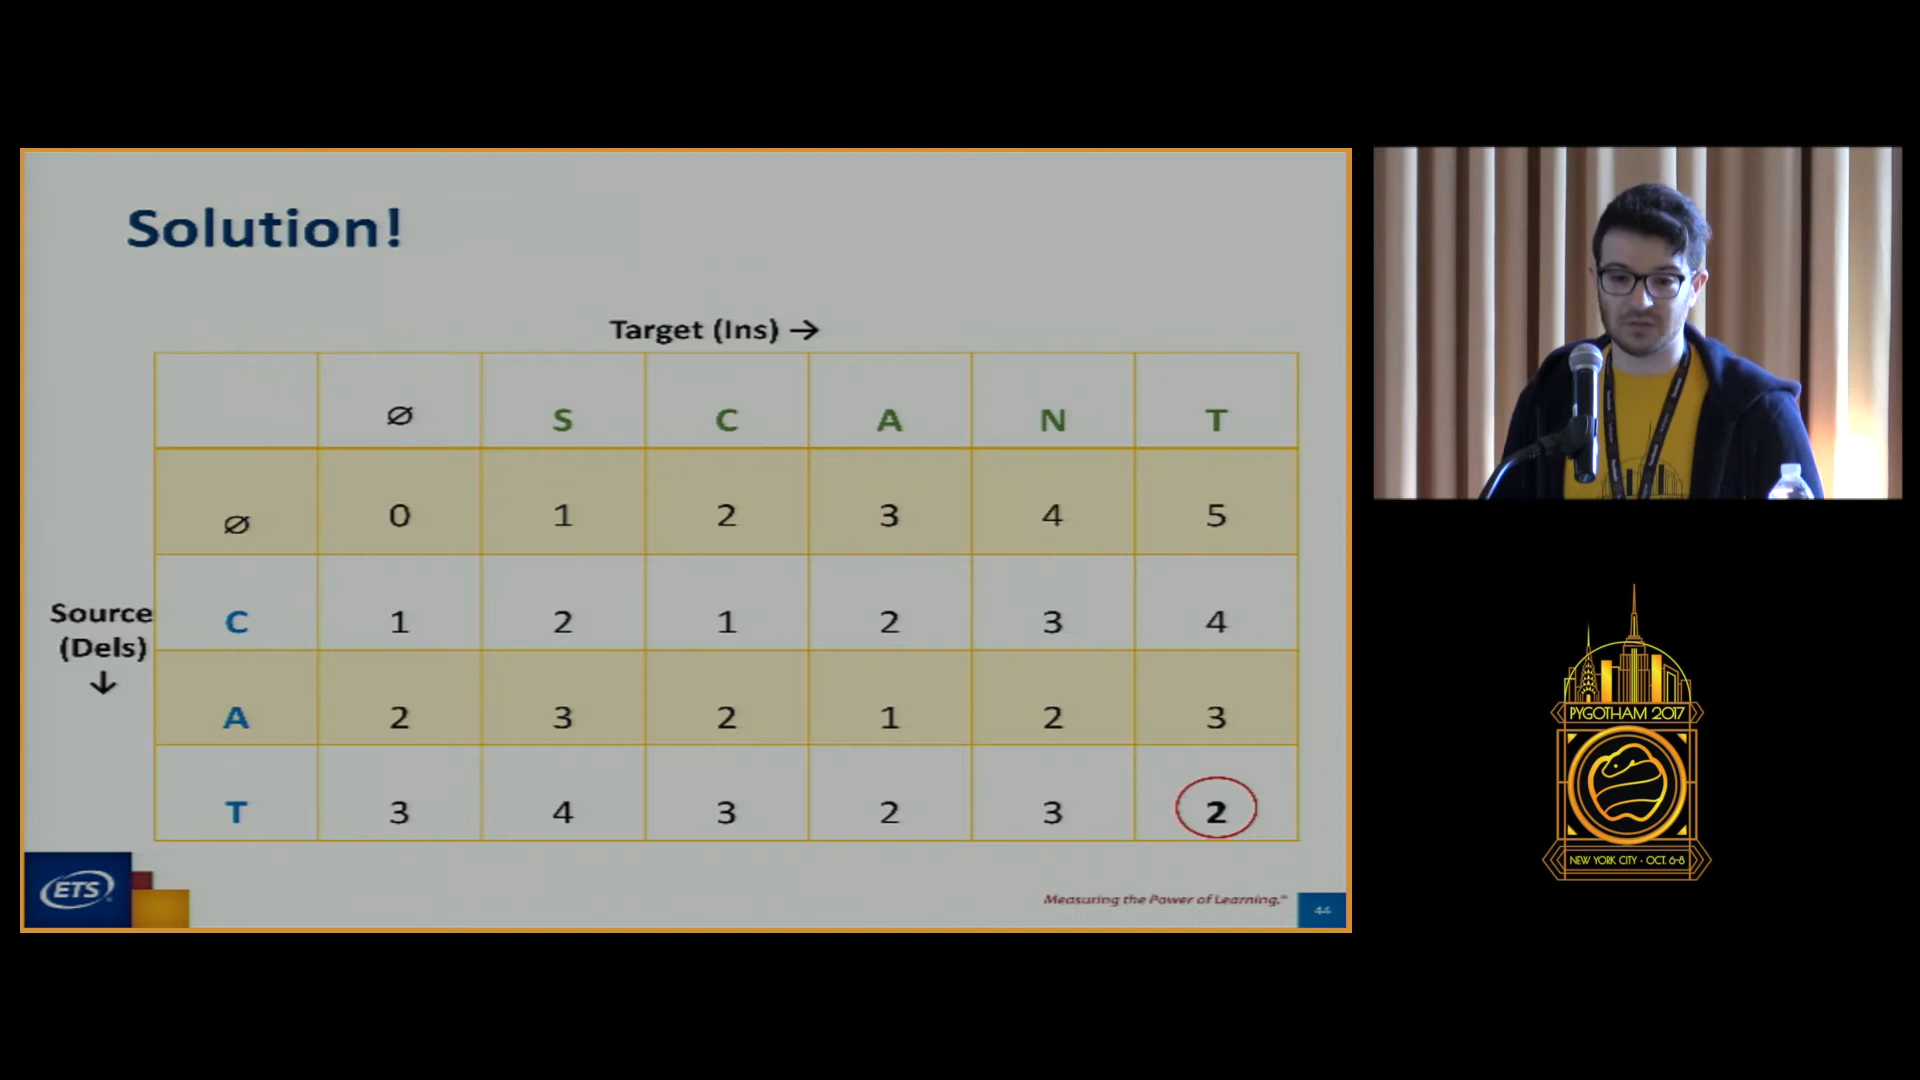 Solution!
Target (Ins) →
∅ S C A N T
∅ 0 1 2 3 4 5
Source (Dels) ↓
C 1 2 1 2 3 4
A 2 3 2 1 2 3
T 3 4 3 2 3 2
ETS
Measuring the Power of Learning.
44
PYGOTHAM 2017
NEW YORK CITY • OCT. 6-8